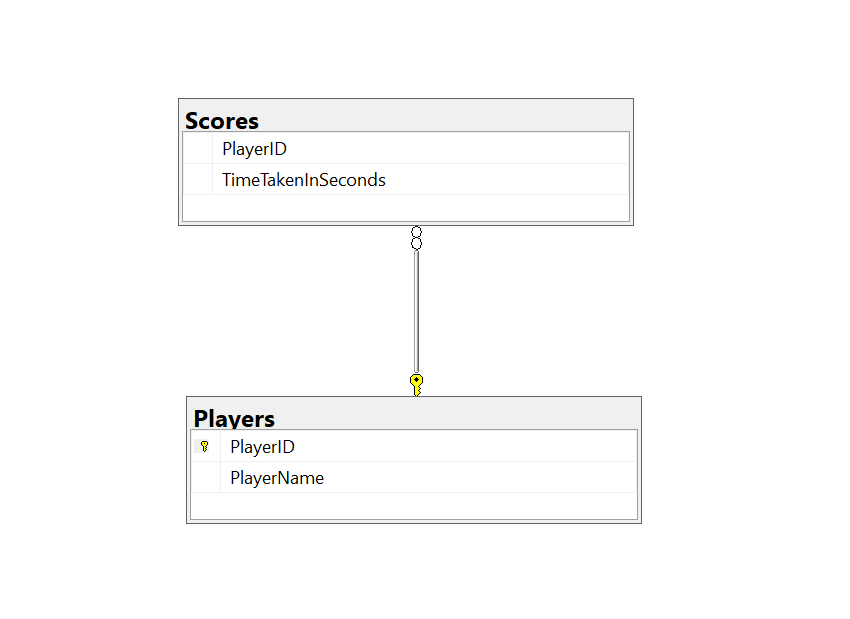 Scores
PlayerID
TimeTakenInSeconds
Players
PlayerID
PlayerName